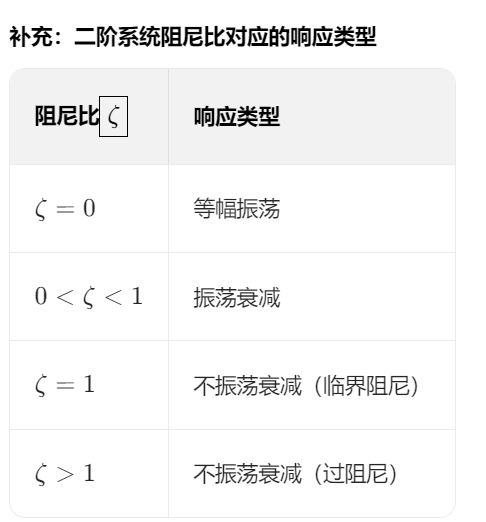 补充：二阶系统阻尼比对应的响应类型
阻尼比 ζ 响应类型
ζ = 0 等幅振荡
0 < ζ < 1 振荡衰减
ζ = 1 不振荡衰减（临界阻尼）
ζ > 1 不振荡衰减（过阻尼）